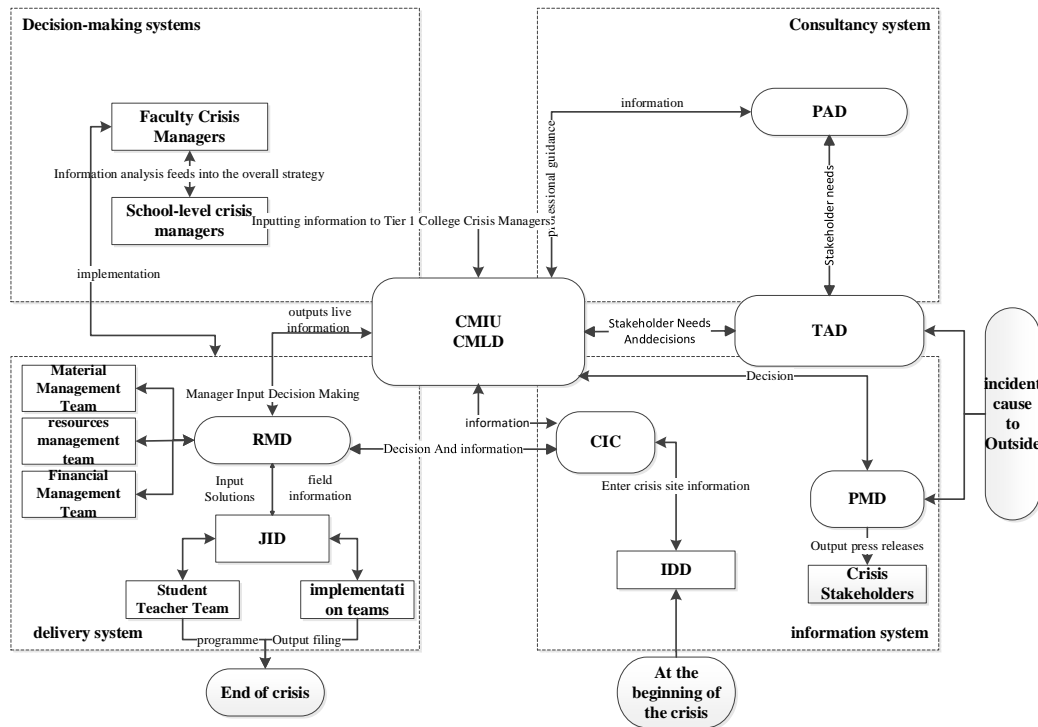 Decision-making systems
Consultancy system
Faculty Crisis
Managers
Information analysis feeds into the overall strategy
School-level crisis
managers
implementation
information
PAD
professional guidance
Stakeholder needs
Inputting information to Tier 1 College Crisis Managers
outputs live
information
CMIU
CMLD
Stakeholder Needs
Anddecisions
TAD
incident
cause
to
Outside
Material
Management
Team
resources
management
team
Financial
Management
Team
Manager Input Decision Making
RMD
Decision And information
information
CIC
Decision
Enter crisis site information
PMD
Input
Solutions
field
information
JID
IDD
Output press releases
Crisis
Stakeholders
Student
Teacher Team
implementati
on teams
delivery system
programme
Output filing
information system
End of crisis
At the
beginning of
the crisis